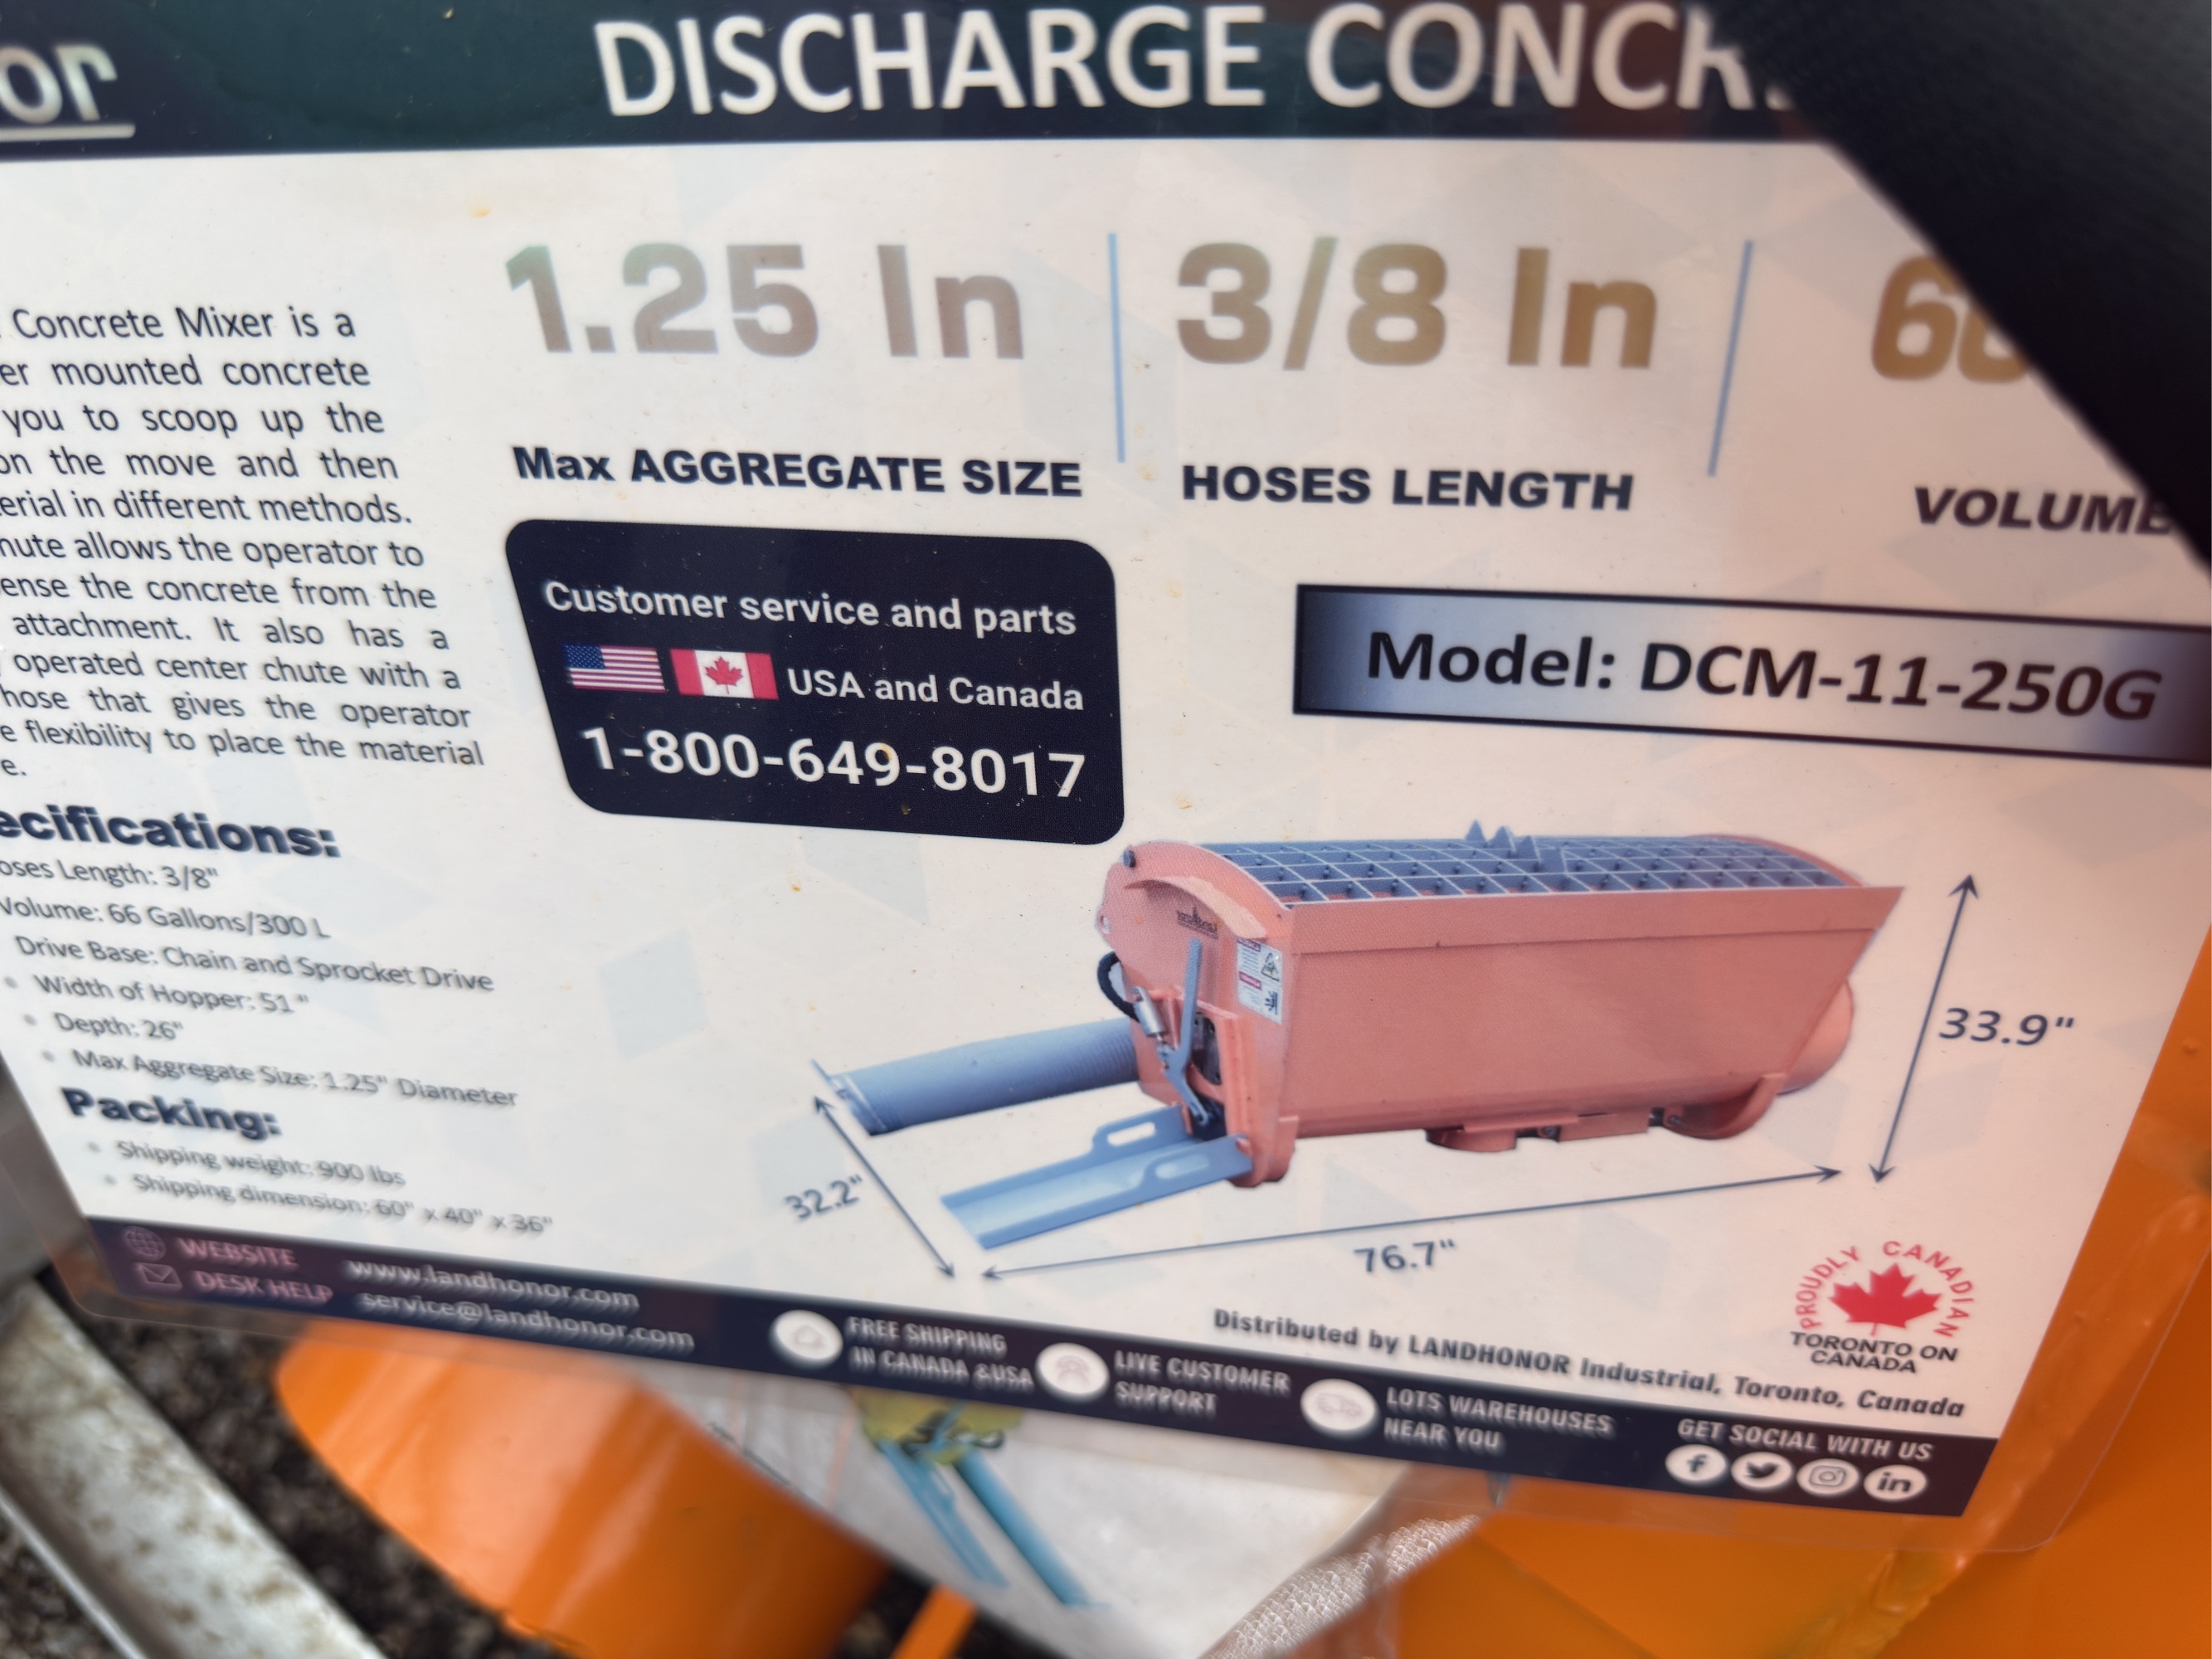 or
DISCHARGE CONCR
Concrete Mixer is a
er mounted concrete
you to scoop up the
on the move and then
erial in different methods.
hute allows the operator to
ense the concrete from the
attachment. It also has a
operated center chute with a
hose that gives the operator
e flexibility to place the material
e.
1.25 In
Max AGGREGATE SIZE
3/8 In
HOSES LENGTH
VOLUME
Customer service and parts
USA and Canada
1-800-649-8017
Model: DCM-11-250G
ecifications:
oses Length: 3/8"
Volume: 66 Gallons/300 L
Drive Base: Chain and Sprocket Drive
Width of Hopper: 51"
Depth: 26"
Max Aggregate Size: 1.25" Diameter
Packing:
Shipping weight: 900 lbs
Shipping dimension: 60" x 40" x 36"
33.9"
32.2"
76.7"
PROUDLY CANADIAN
TORONTO ON
CANADA
Distributed by LANDHONOR Industrial, Toronto, Canada
WEBSITE www.landhonor.com
DESK HELP service@landhonor.com
FREE SHIPPING
IN CANADA &USA
LIVE CUSTOMER
SUPPORT
LOTS WAREHOUSES
NEAR YOU
GET SOCIAL WITH US